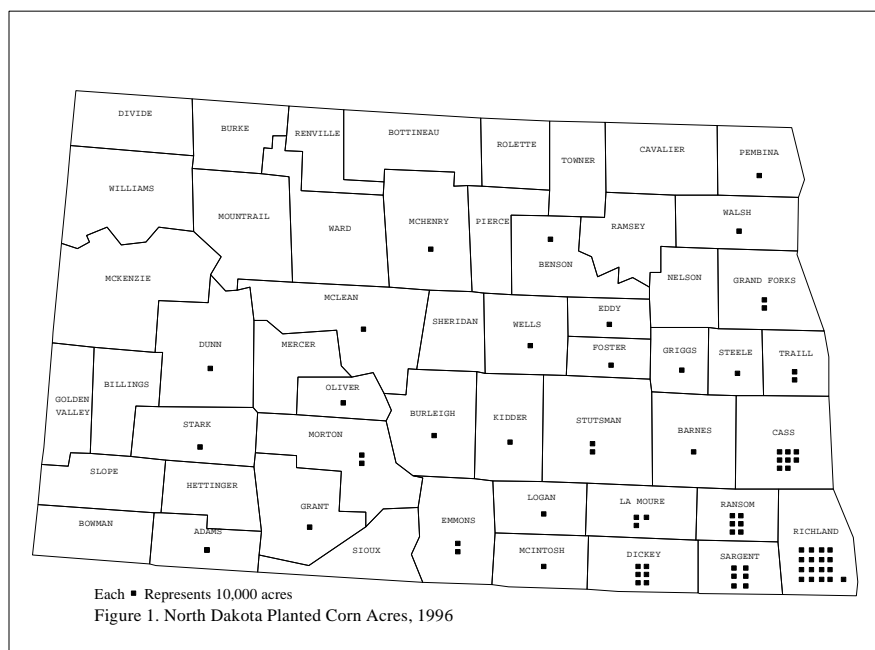 DIVIDE
BURKE
RENVILLE
BOTTINEAU
ROLETTE
TOWNER
CAVALIER
PEMBINA
WILLIAMS
MOUNTRAIL
WARD
MCHENRY
PIERCE
BENSON
RAMSEY
WALSH
MCKENZIE
MCLEAN
SHERIDAN
WELLS
EDDY
FOSTER
NELSON
GRAND FORKS
DUNN
MERCER
OLIVER
GRIGGS
STEELE
TRAILL
GOLDEN
VALLEY
BILLINGS
STARK
MORTON
BURLEIGH
KIDDER
STUTSMAN
BARNES
CASS
SLOPE
HETTINGER
GRANT
EMMONS
LOGAN
LA MOURE
RANSOM
RICHLAND
BOWMAN
ADAMS
SIOUX
MCINTOSH
DICKEY
SARGENT
Each ■ Represents 10,000 acres
Figure 1. North Dakota Planted Corn Acres, 1996